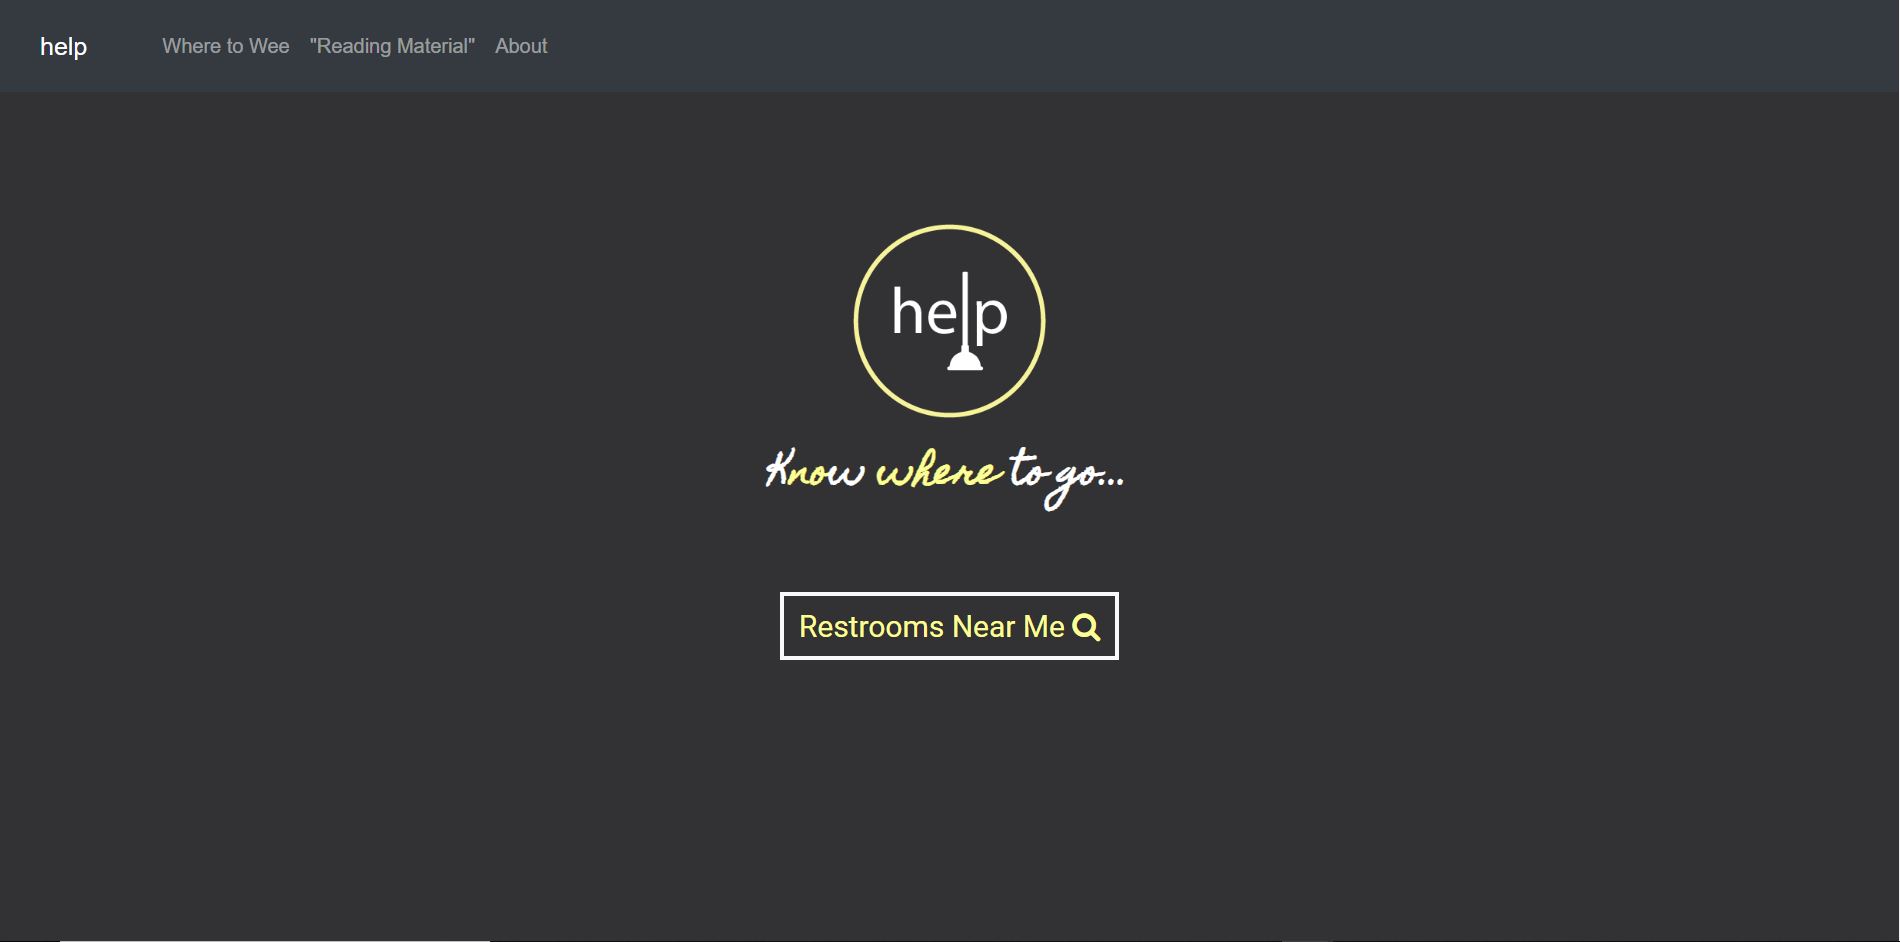 help Where to Wee "Reading Material" About
help
Know where to go...
Restrooms Near Me